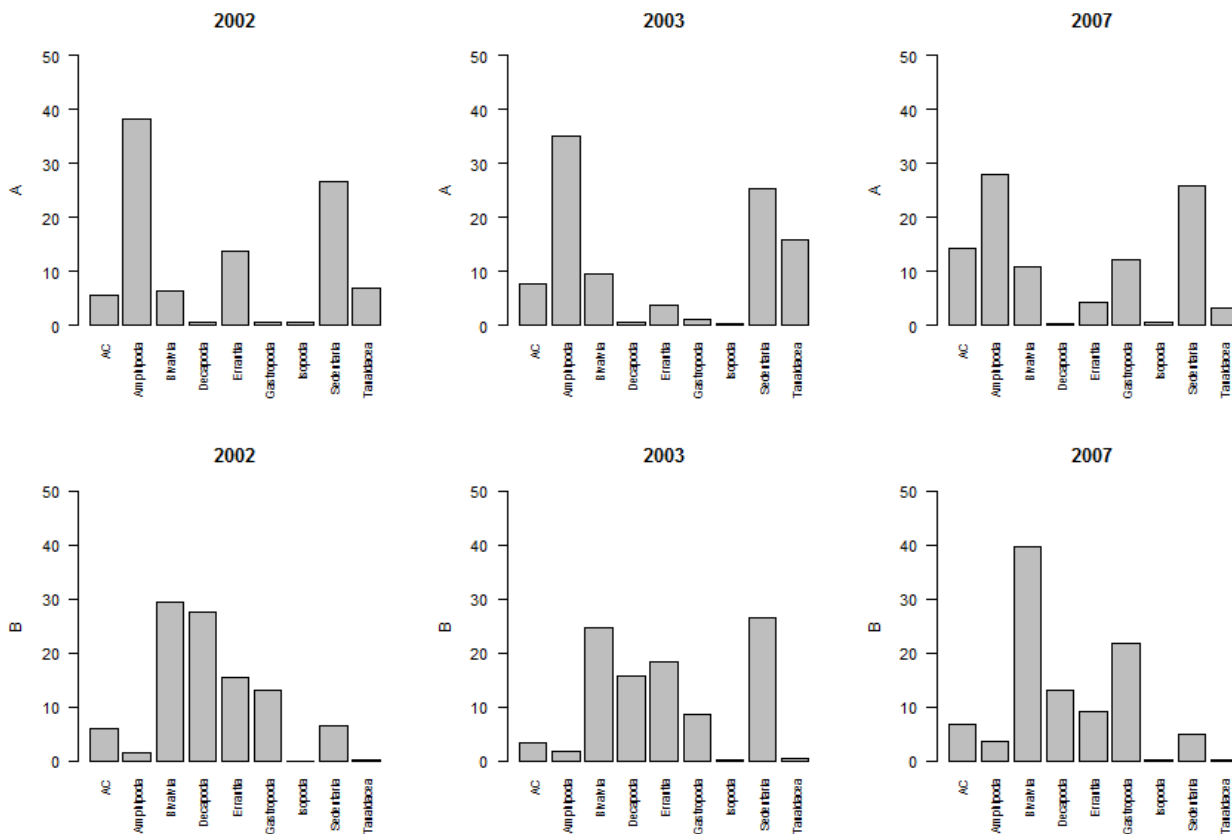 2002
50
40
30
20
10
0
A
AC
Amphipoda
Bivalvia
Decapoda
Errantia
Gastropoda
Isopoda
Sedentaria
Tanaidacea
2003
50
40
30
20
10
0
A
AC
Amphipoda
Bivalvia
Decapoda
Errantia
Gastropoda
Isopoda
Sedentaria
Tanaidacea
2007
50
40
30
20
10
0
A
AC
Amphipoda
Bivalvia
Decapoda
Errantia
Gastropoda
Isopoda
Sedentaria
Tanaidacea
2002
50
40
30
20
10
0
B
AC
Amphipoda
Bivalvia
Decapoda
Errantia
Gastropoda
Isopoda
Sedentaria
Tanaidacea
2003
50
40
30
20
10
0
B
AC
Amphipoda
Bivalvia
Decapoda
Errantia
Gastropoda
Isopoda
Sedentaria
Tanaidacea
2007
50
40
30
20
10
0
B
AC
Amphipoda
Bivalvia
Decapoda
Errantia
Gastropoda
Isopoda
Sedentaria
Tanaidacea